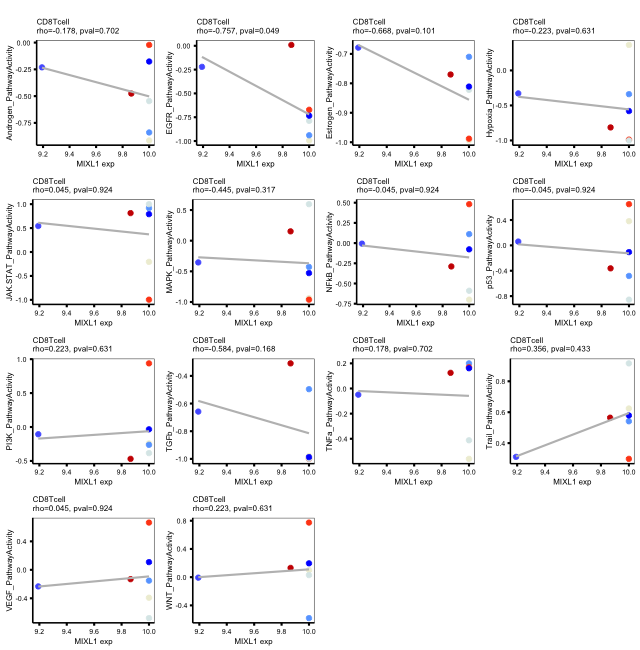 CD8Tcell
rho=-0.178, pval=0.702
Androgen_PathwayActivity
0.00
-0.25
-0.50
-0.75
9.2
9.4
9.6
9.8
10.0
MIXL1 exp
CD8Tcell
rho=-0.757, pval=0.049
EGFR_PathwayActivity
0.00
-0.25
-0.50
-0.75
-1.00
9.2
9.4
9.6
9.8
10.0
MIXL1 exp
CD8Tcell
rho=-0.668, pval=0.101
Estrogen_PathwayActivity
-0.7
-0.8
-0.9
-1.0
9.2
9.4
9.6
9.8
10.0
MIXL1 exp
CD8Tcell
rho=-0.223, pval=0.631
Hypoxia_PathwayActivity
0.0
-0.5
-1.0
9.2
9.4
9.6
9.8
10.0
MIXL1 exp
CD8Tcell
rho=0.045, pval=0.924
JAK.STAT_PathwayActivity
1.0
0.5
0.0
-0.5
-1.0
9.2
9.4
9.6
9.8
10.0
MIXL1 exp
CD8Tcell
rho=-0.445, pval=0.317
MAPK_PathwayActivity
0.5
0.0
-0.5
-1.0
9.2
9.4
9.6
9.8
10.0
MIXL1 exp
CD8Tcell
rho=-0.045, pval=0.924
NFkB_PathwayActivity
0.50
0.25
0.00
-0.25
-0.50
-0.75
9.2
9.4
9.6
9.8
10.0
MIXL1 exp
CD8Tcell
rho=-0.045, pval=0.924
p53_PathwayActivity
0.4
0.0
-0.4
-0.8
9.2
9.4
9.6
9.8
10.0
MIXL1 exp
CD8Tcell
rho=0.223, pval=0.631
PI3K_PathwayActivity
1.0
0.5
0.0
-0.5
9.2
9.4
9.6
9.8
10.0
MIXL1 exp
CD8Tcell
rho=-0.584, pval=0.168
TGFb_PathwayActivity
-0.4
-0.6
-0.8
-1.0
9.2
9.4
9.6
9.8
10.0
MIXL1 exp
CD8Tcell
rho=0.178, pval=0.702
TNFa_PathwayActivity
0.2
0.0
-0.2
-0.4
9.2
9.4
9.6
9.8
10.0
MIXL1 exp
CD8Tcell
rho=0.356, pval=0.433
Trail_PathwayActivity
0.8
0.6
0.4
9.2
9.4
9.6
9.8
10.0
MIXL1 exp
CD8Tcell
rho=0.045, pval=0.924
VEGF_PathwayActivity
0.4
0.0
-0.4
9.2
9.4
9.6
9.8
10.0
MIXL1 exp
CD8Tcell
rho=0.223, pval=0.631
WNT_PathwayActivity
0.8
0.4
0.0
-0.4
9.2
9.4
9.6
9.8
10.0
MIXL1 exp